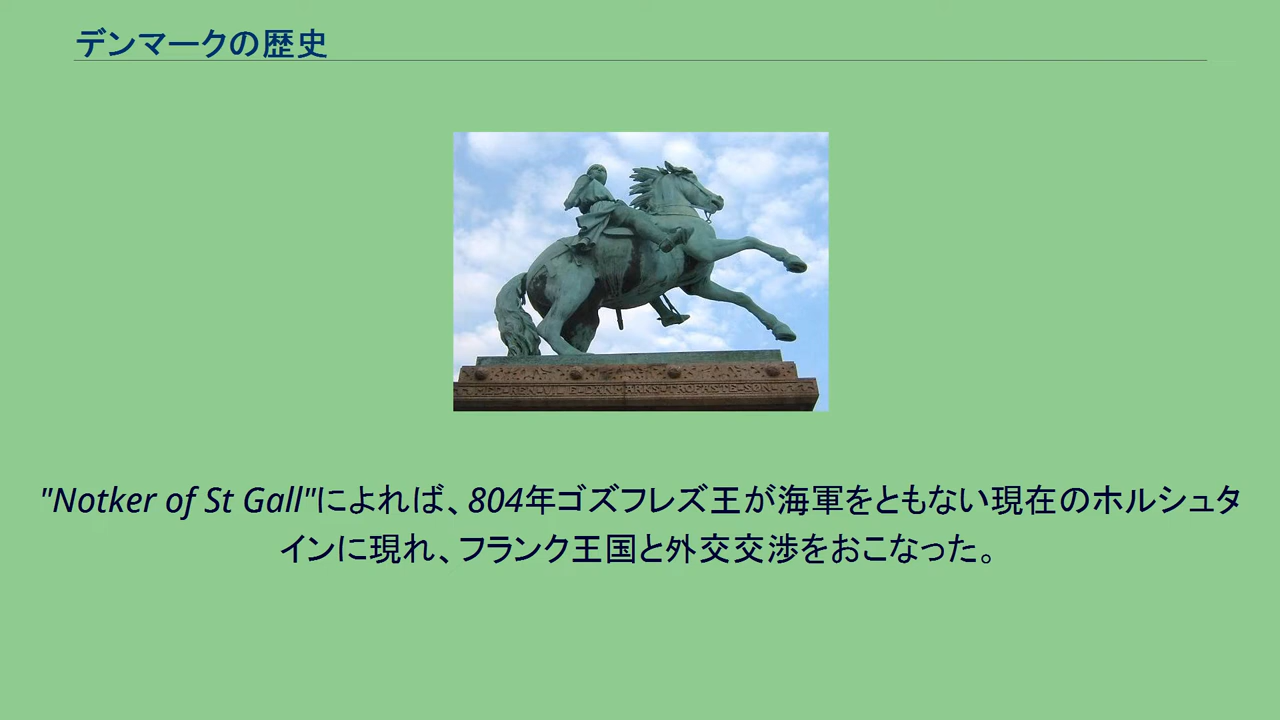 デンマークの歴史
"Notker of St Gall"によれば、804年ゴズフレズ王が海軍をともない現在のホルシュタ
インに現れ、フランク王国と外交交渉をおこなった。